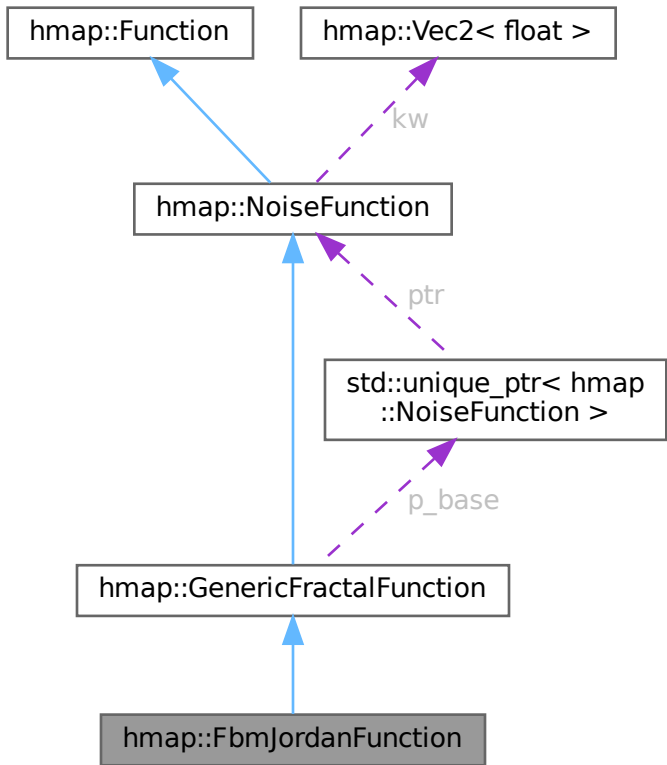 hmap::Function
hmap::Vec2< float >
kw
hmap::NoiseFunction
ptr
std::unique_ptr< hmap
::NoiseFunction >
p_base
hmap::GenericFractalFunction
hmap::FbmJordanFunction